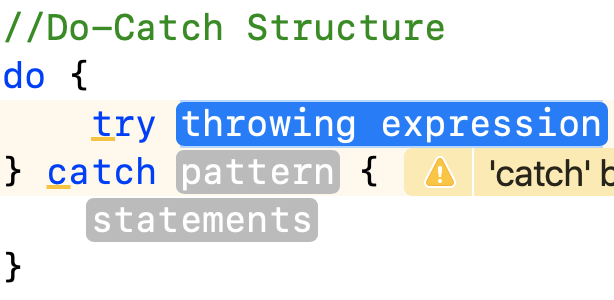 //Do-Catch Structure
do {
try throwing expression
} catch pattern { 'catch' b
statements
}